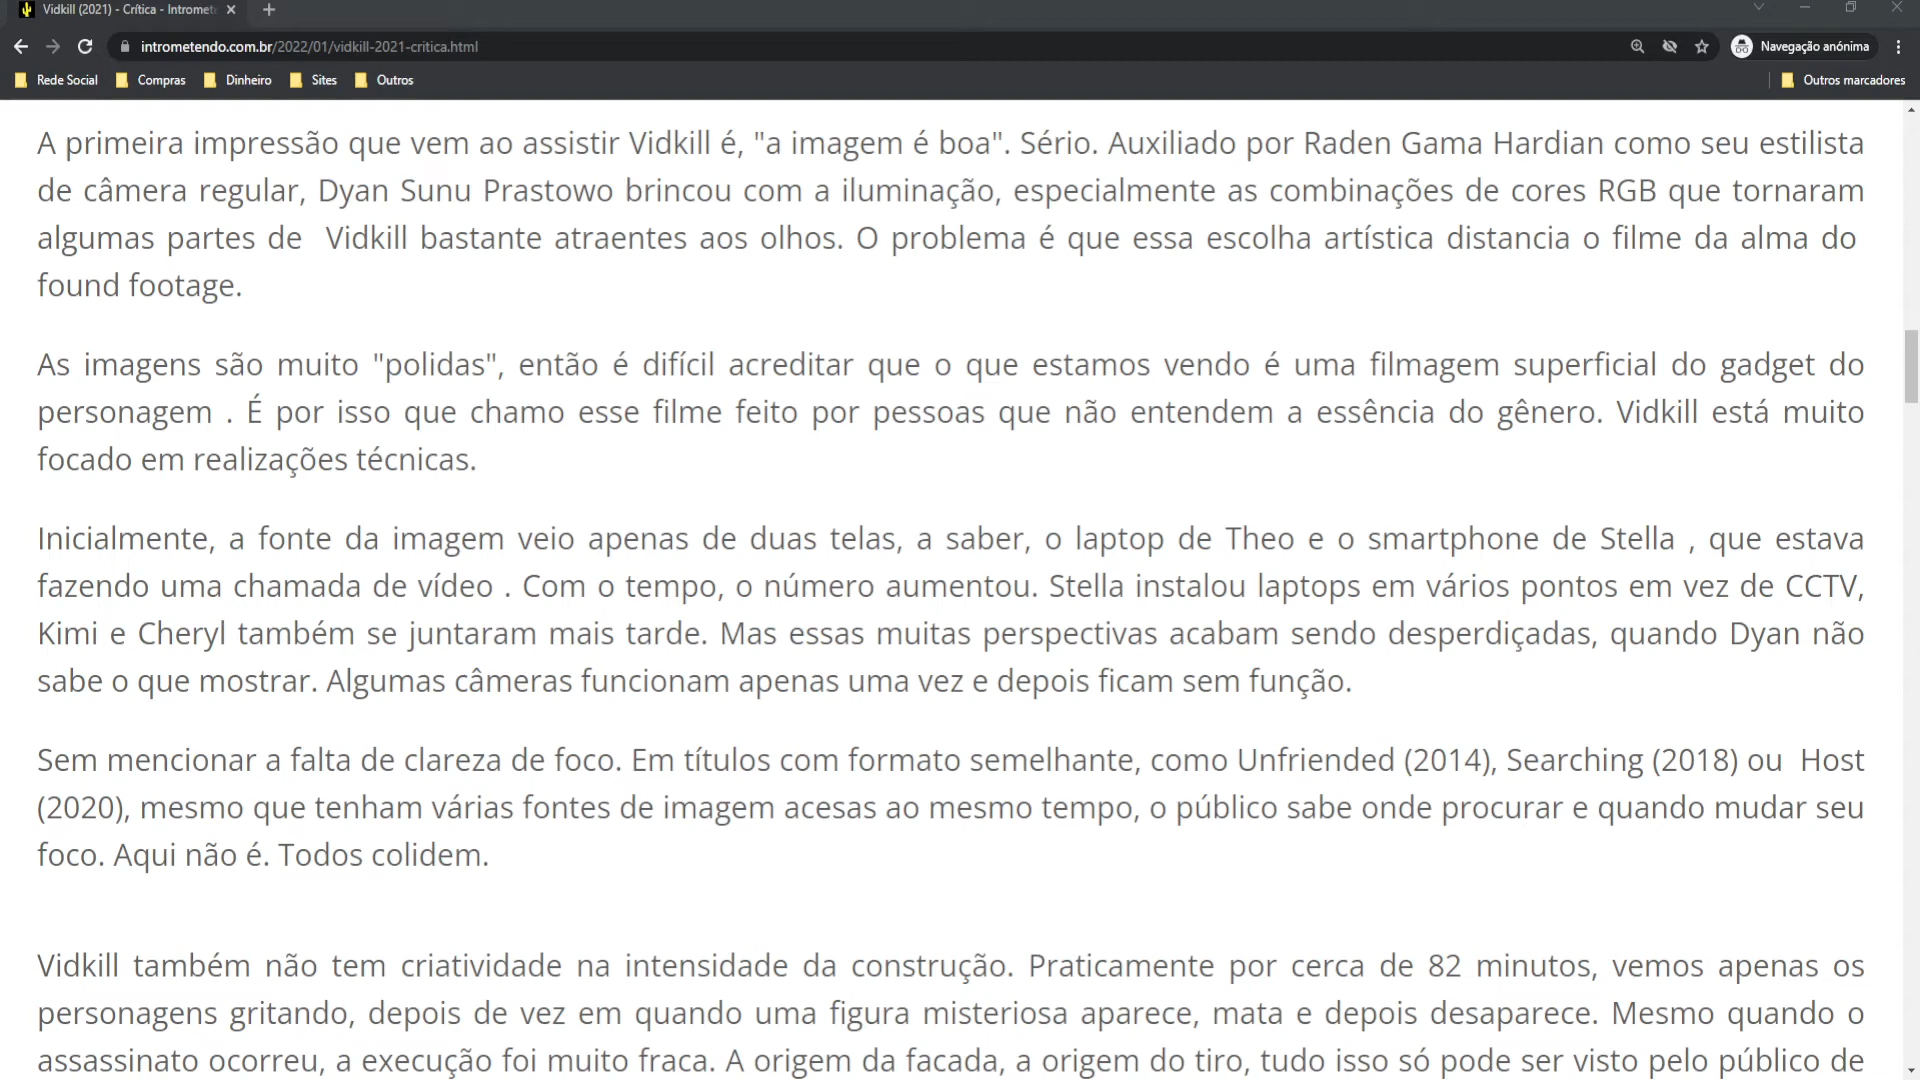 Vidkill (2021) - Crítica - Intromet
intrometendo.com.br/2022/01/vidkill-2021-critica.html
Navegação anónima
Rede Social Compras Dinheiro Sites Outros Outros marcadores
A primeira impressão que vem ao assistir Vidkill é, "a imagem é boa". Sério. Auxiliado por Raden Gama Hardian como seu estilista
de câmera regular, Dyan Sunu Prastowo brincou com a iluminação, especialmente as combinações de cores RGB que tornaram
algumas partes de Vidkill bastante atraentes aos olhos. O problema é que essa escolha artística distancia o filme da alma do
found footage.
As imagens são muito "polidas", então é difícil acreditar que o que estamos vendo é uma filmagem superficial do gadget do
personagem . É por isso que chamo esse filme feito por pessoas que não entendem a essência do gênero. Vidkill está muito
focado em realizações técnicas.
Inicialmente, a fonte da imagem veio apenas de duas telas, a saber, o laptop de Theo e o smartphone de Stella , que estava
fazendo uma chamada de vídeo . Com o tempo, o número aumentou. Stella instalou laptops em vários pontos em vez de CCTV,
Kimi e Cheryl também se juntaram mais tarde. Mas essas muitas perspectivas acabam sendo desperdiçadas, quando Dyan não
sabe o que mostrar. Algumas câmeras funcionam apenas uma vez e depois ficam sem função.
Sem mencionar a falta de clareza de foco. Em títulos com formato semelhante, como Unfriended (2014), Searching (2018) ou Host
(2020), mesmo que tenham várias fontes de imagem acesas ao mesmo tempo, o público sabe onde procurar e quando mudar seu
foco. Aqui não é. Todos colidem.
Vidkill também não tem criatividade na intensidade da construção. Praticamente por cerca de 82 minutos, vemos apenas os
personagens gritando, depois de vez em quando uma figura misteriosa aparece, mata e depois desaparece. Mesmo quando o
assassinato ocorreu, a execução foi muito fraca. A origem da facada, a origem do tiro, tudo isso só pode ser visto pelo público de